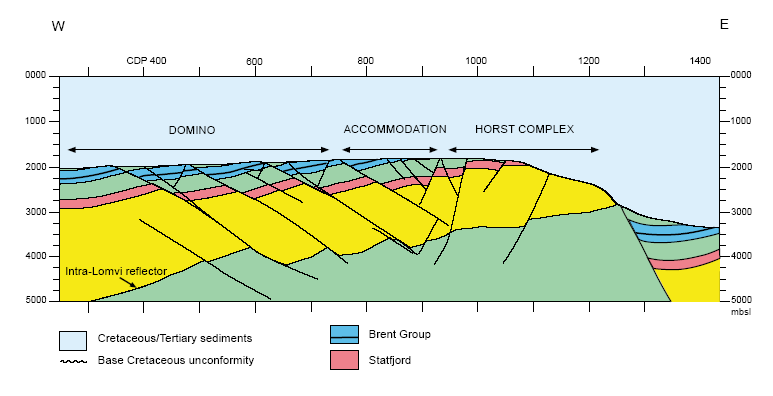 W E
CDP 400 600 800 1000 1200 1400
0000 0000
DOMINO ACCOMMODATION HORST COMPLEX
1000 1000
2000 2000
3000 3000
4000 4000
Intra-Lomvi reflector
5000 5000
mbsl
Cretaceous/Tertiary sediments Brent Group
Base Cretaceous unconformity Statfjord